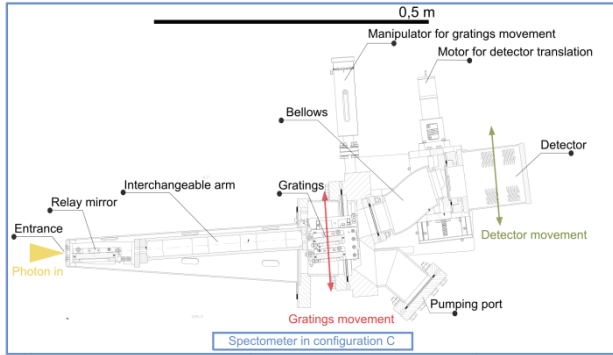 0,5 m
Manipulator for gratings movement
Motor for detector translation
Bellows
Detector
Interchangeable arm
Gratings
Relay mirror
Entrance
Photon in
Detector movement
Pumping port
Gratings movement
Spectometer in configuration C